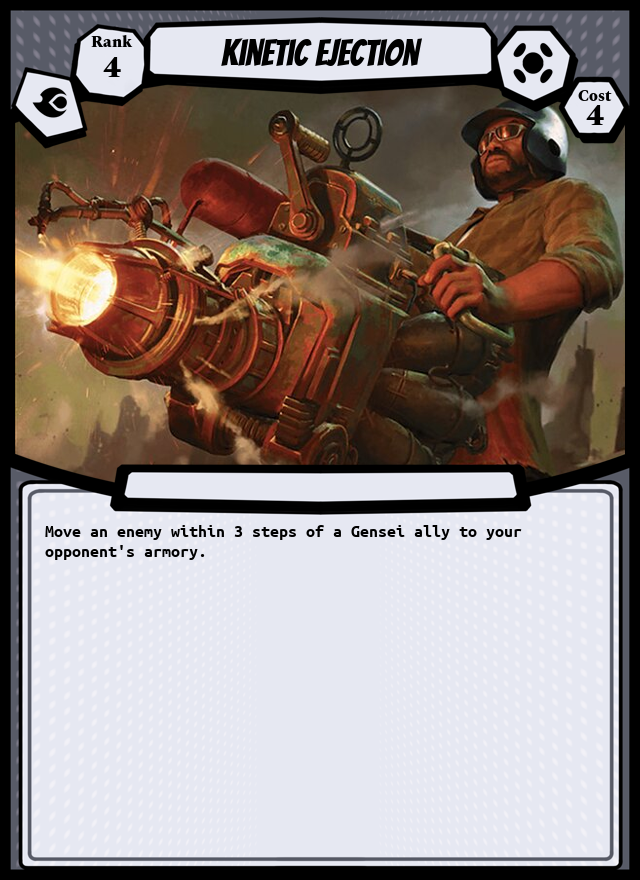 Rank
4
KINETIC EJECTION
Cost
4
Move an enemy within 3 steps of a Gensei ally to your
opponent's armory.